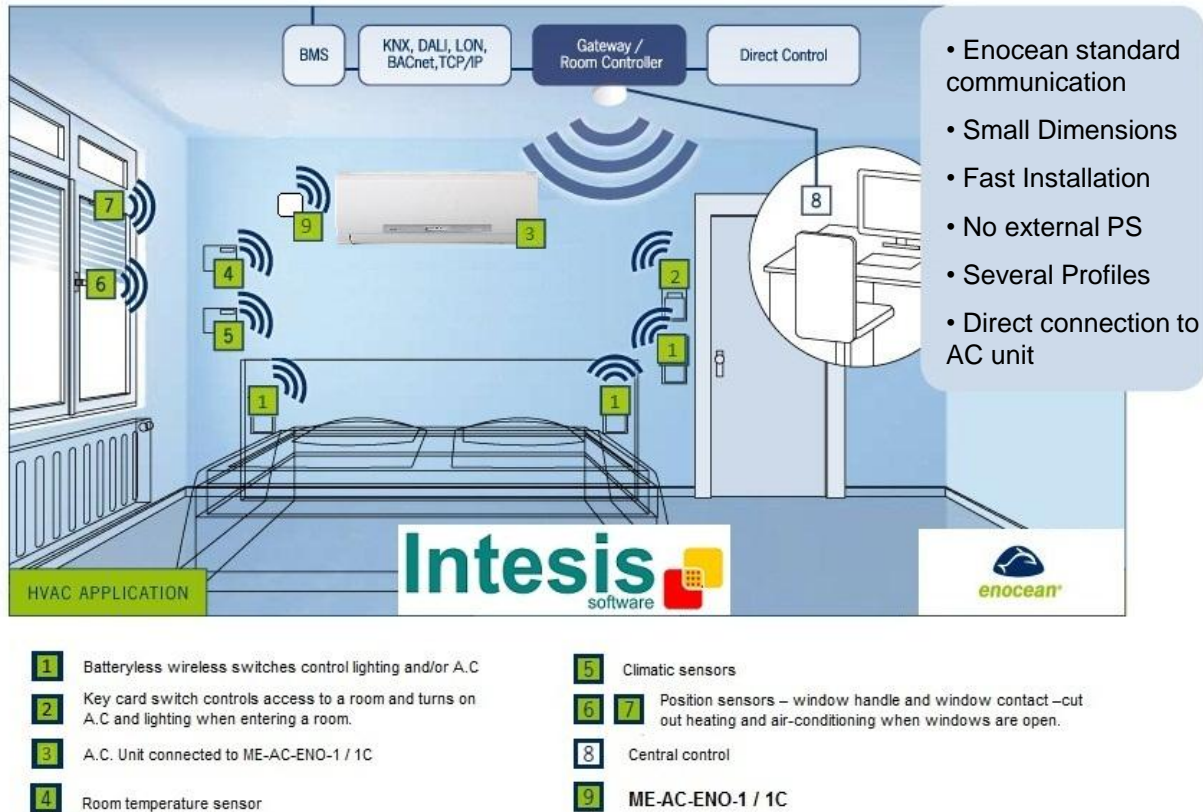 BMS
KNX, DALI, LON,
BACnet,TCP/IP
Gateway /
Room Controller
Direct Control
• Enocean standard
communication
• Small Dimensions
• Fast Installation
• No external PS
• Several Profiles
• Direct connection to
AC unit
7
6
9
4
5
3
2
1
8
1
1
HVAC APPLICATION
Intesis
software
enocean®
1 Batteryless wireless switches control lighting and/or A.C
2 Key card switch controls access to a room and turns on
A.C and lighting when entering a room.
3 A.C. Unit connected to ME-AC-ENO-1 / 1C
4 Room temperature sensor
5 Climatic sensors
6 7 Position sensors – window handle and window contact –cut
out heating and air-conditioning when windows are open.
8 Central control
9 ME-AC-ENO-1 / 1C